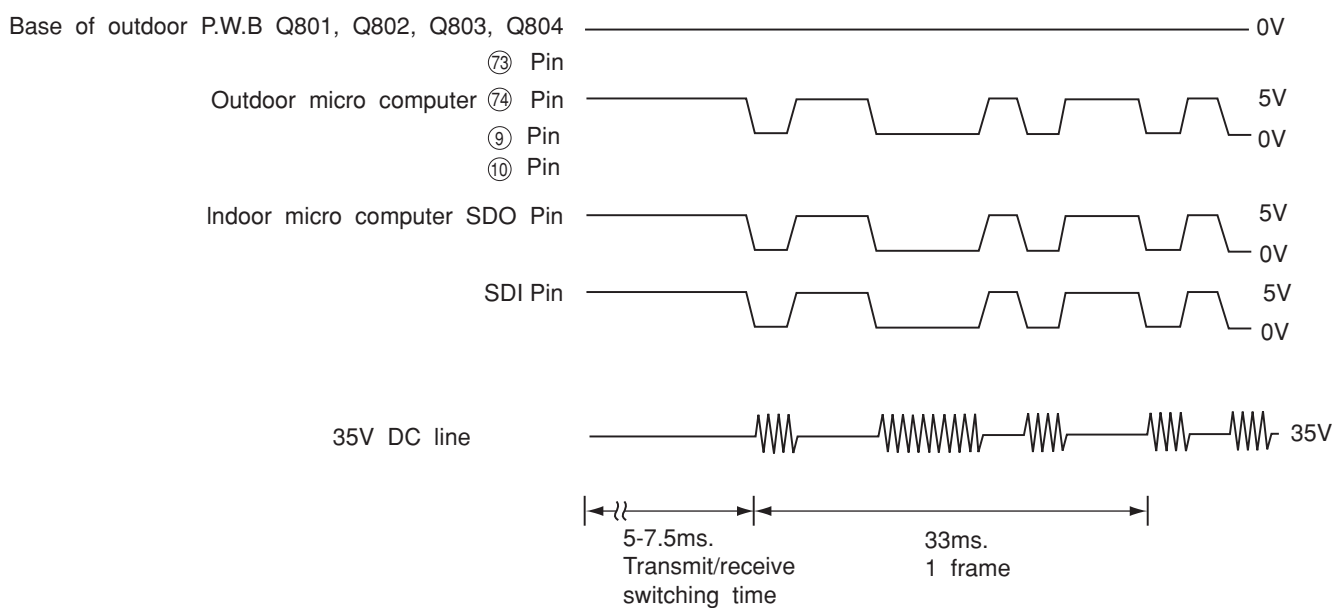 Base of outdoor P.W.B Q801, Q802, Q803, Q804 0V
㊳ Pin
Outdoor micro computer 74 Pin 5V
⑨ Pin 0V
⑩ Pin
Indoor micro computer SDO Pin 5V
0V
SDI Pin 5V
0V
35V DC line 35V
5-7.5ms.
Transmit/receive
switching time
33ms.
1 frame